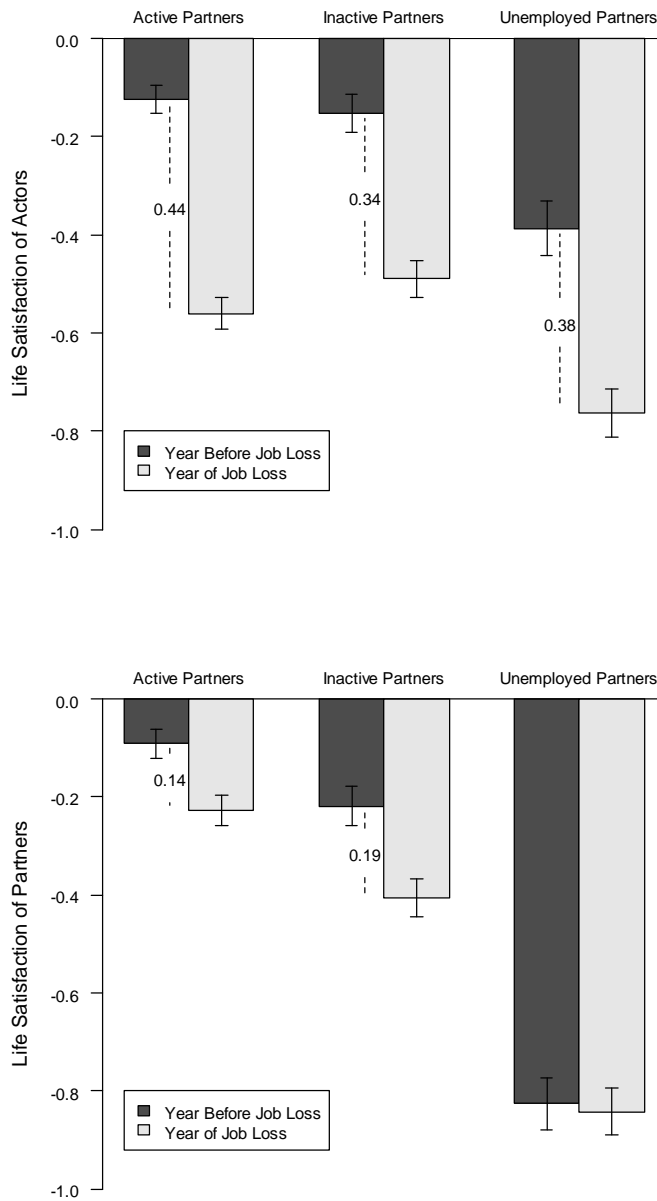 Active Partners Inactive Partners Unemployed Partners
0.0
-0.2
-0.4
-0.6
-0.8
-1.0
Life Satisfaction of Actors
0.44
0.34
0.38
Year Before Job Loss
Year of Job Loss
Active Partners Inactive Partners Unemployed Partners
0.0
-0.2
-0.4
-0.6
-0.8
-1.0
Life Satisfaction of Partners
0.14
0.19
Year Before Job Loss
Year of Job Loss